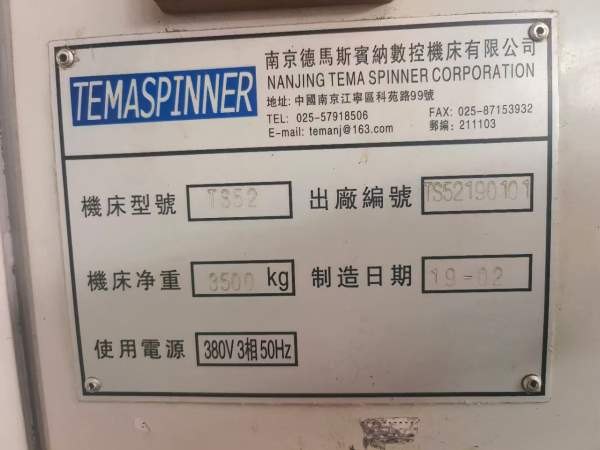 TEMASPINNER
南京德馬斯賓納數控機床有限公司
NANJING TEMA SPINNER CORPORATION
地址: 中國南京江寧區科苑路99號
TEL: 025-57918506 FAX: 025-87153932
E-mail: temanj@163.com 郵編: 211103
機床型號 TS52 出廠編號 TS52190101
機床净重 3500 kg 制造日期 19-02
使用電源 380V 3相 50Hz